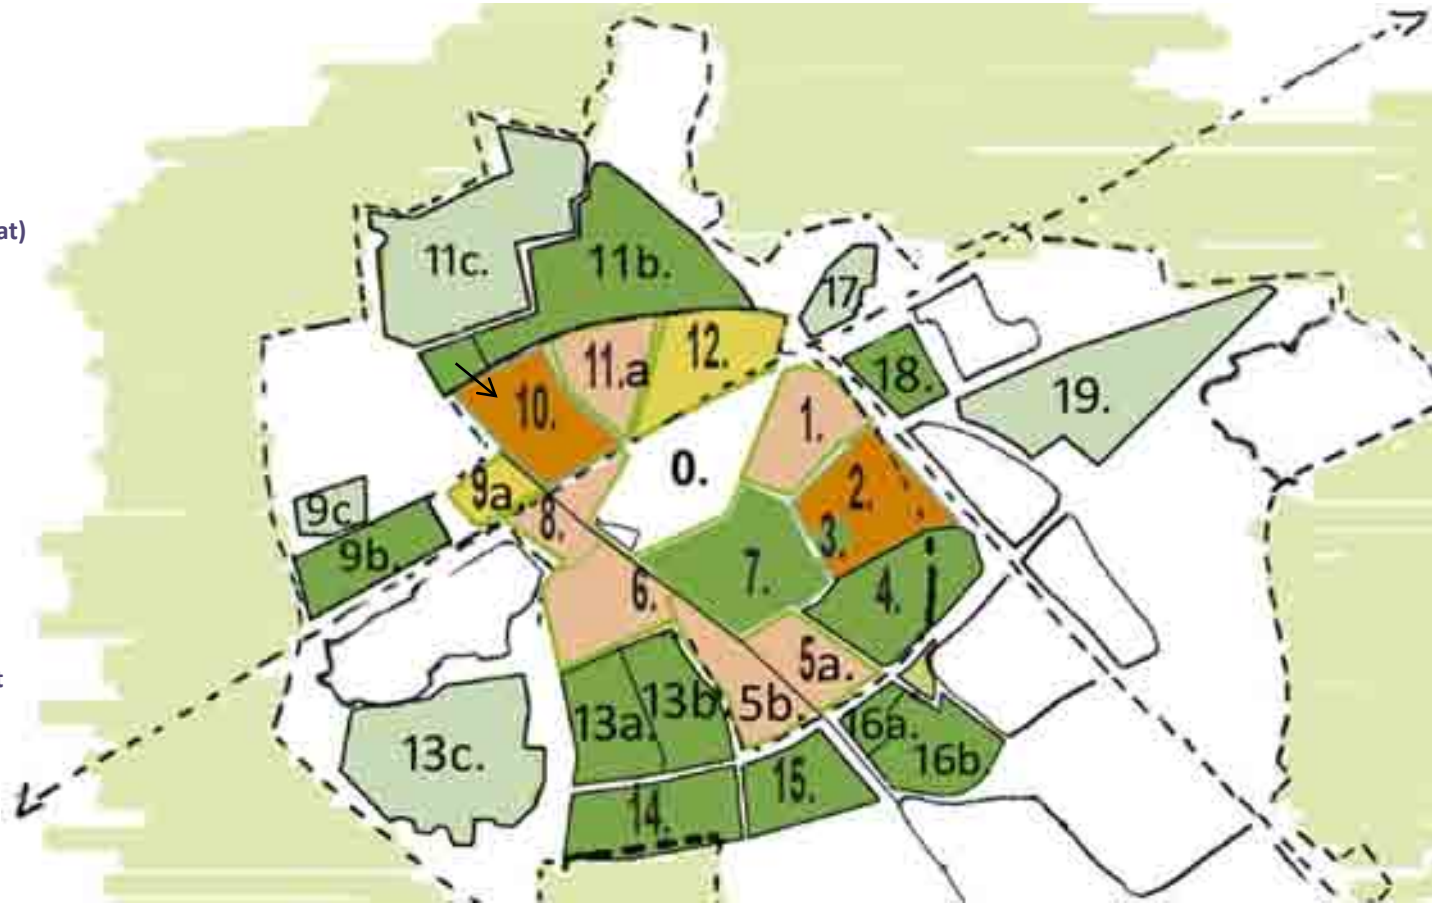 at)
11c.
11b.
17
11.a
12.
18.
19.
10.
1.
0.
2.
9a.
9c.
8.
3.
9b.
7.
6.
4.
5a.
t
13a.
13b.
5b.
16a.
13c.
16b.
15.
14.